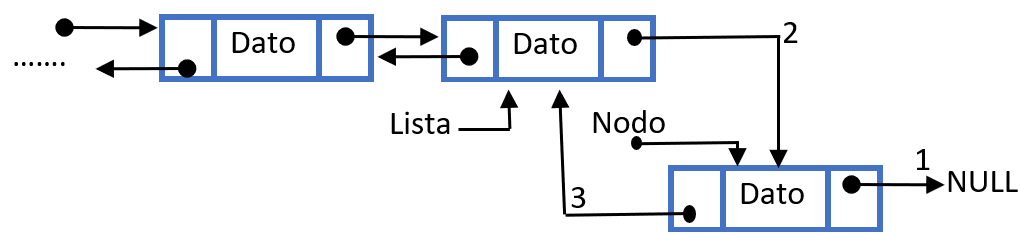 Dato
Dato
2
.......
Lista
Nodo
1
Dato
NULL
3